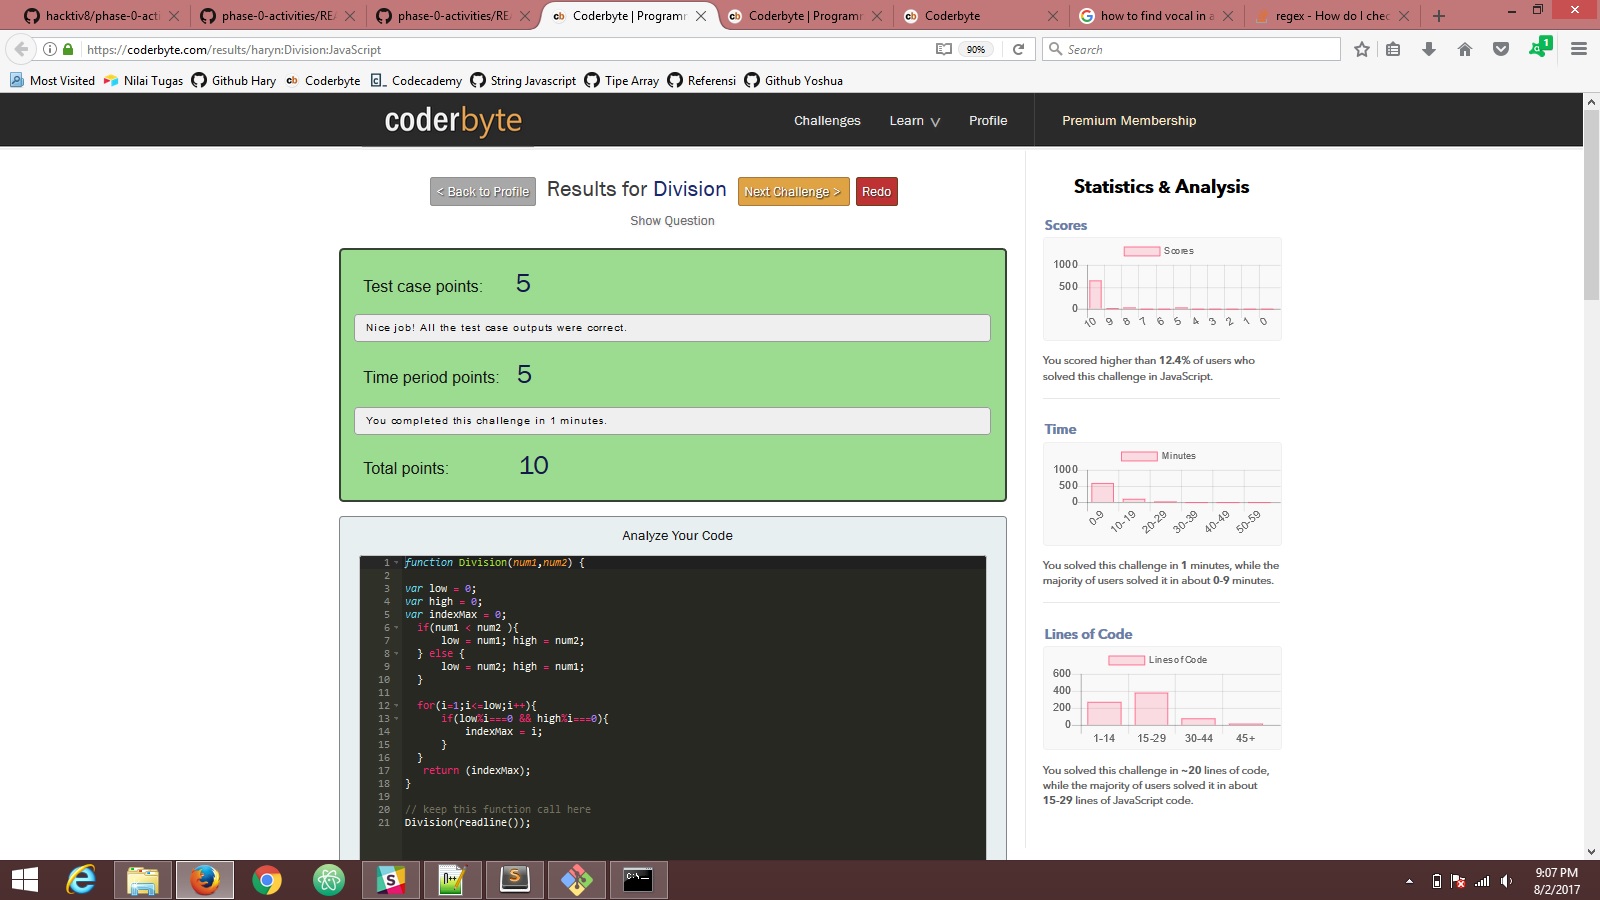 hacktiv8/phase-0-acti
phase-0-activities/REA
phase-0-activities/REA
Coderbyte | Programm
Coderbyte | Programm
Coderbyte
how to find vocal in a
regex - How do I chec
https://coderbyte.com/results/haryn:Division:JavaScript
90%
Search
1
Most Visited
Nilai Tugas
Github Hary
Coderbyte
Codecademy
String Javascript
Tipe Array
Referensi
Github Yoshua
coderbyte
Challenges
Learn
Profile
Premium Membership
< Back to Profile
Results for Division
Next Challenge >
Redo
Show Question
Test case points: 5
Nice job! All the test case outputs were correct.
Time period points: 5
You completed this challenge in 1 minutes.
Total points: 10
Analyze Your Code
1 function Division(num1,num2) {
2
3 var low = 0;
4 var high = 0;
5 var indexMax = 0;
6 if(num1 < num2 ){
7 low = num1; high = num2;
8 } else {
9 low = num2; high = num1;
10 }
11
12 for(i=1;i<=low;i++){
13 if(low%i===0 && high%i===0){
14 indexMax = i;
15 }
16 }
17 return (indexMax);
18 }
19
20 // keep this function call here
21 Division(readline());
Statistics & Analysis
Scores
Scores
1000
500
0
10 9 8 7 6 5 4 3 2 1 0
You scored higher than 12.4% of users who
solved this challenge in JavaScript.
Time
Minutes
1000
500
0
0-9 10-19 20-29 30-39 40-49 50-59
You solved this challenge in 1 minutes, while the
majority of users solved it in about 0-9 minutes.
Lines of Code
Lines of Code
600
400
200
0
1-14 15-29 30-44 45+
You solved this challenge in ~20 lines of code,
while the majority of users solved it in about
15-29 lines of JavaScript code.
9:07 PM
8/2/2017